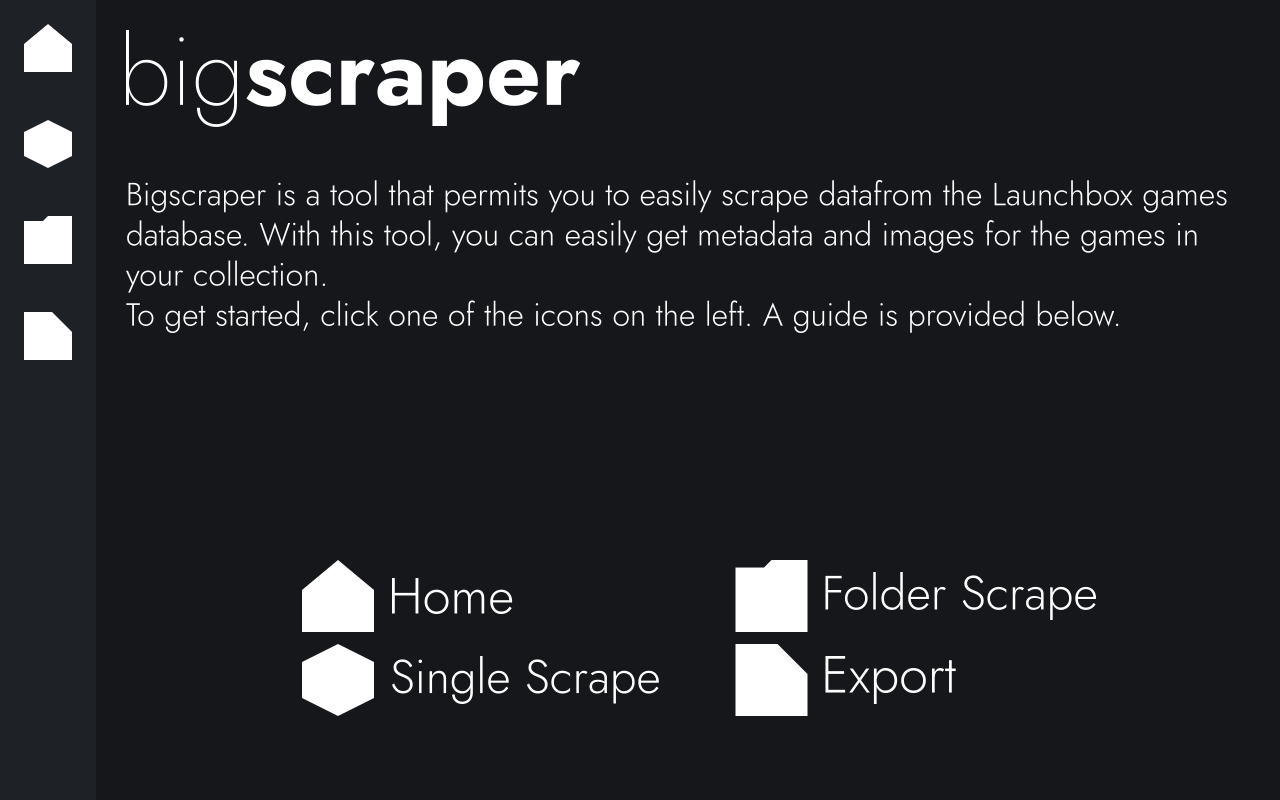 bigscraper
Bigscraper is a tool that permits you to easily scrape datafrom the Launchbox games
database. With this tool, you can easily get metadata and images for the games in
your collection.
To get started, click one of the icons on the left. A guide is provided below.
Home
Folder Scrape
Single Scrape
Export